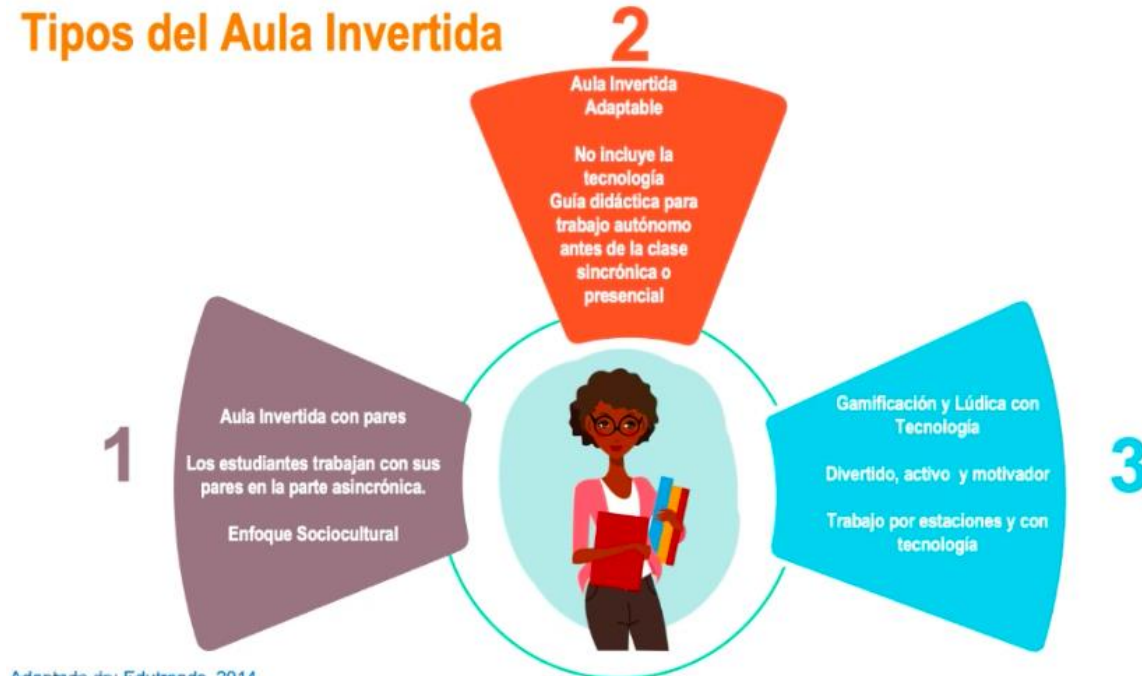 Tipos del Aula Invertida
2
Aula Invertida
Adaptable
No incluye la
tecnología
Guía didáctica para
trabajo autónomo
antes de la clase
sincrónica o
presencial
1
Aula Invertida con pares
Los estudiantes trabajan con sus
pares en la parte asincrónica.
Enfoque Sociocultural
Gamificación y Lúdica con
Tecnología
Divertido, activo y motivador
Trabajo por estaciones y con
tecnología
3